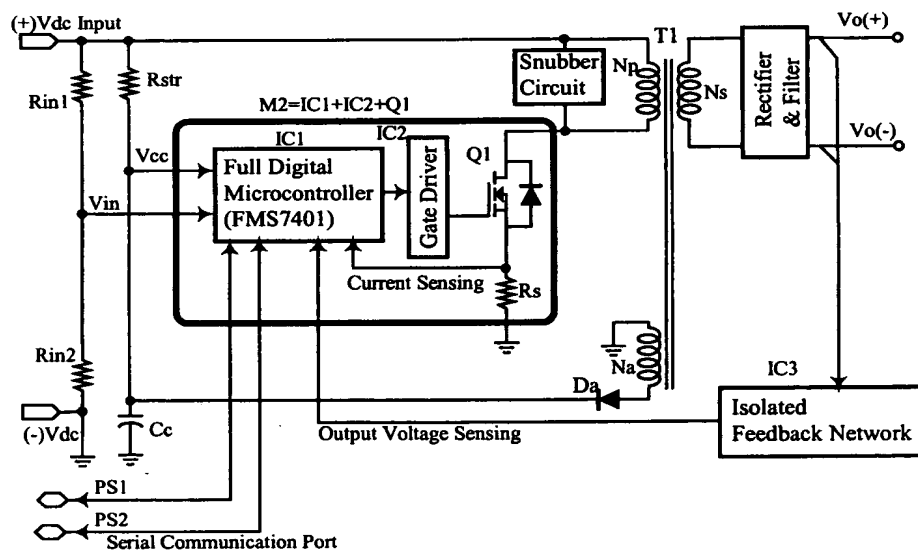 (+)Vdc Input
T1
Vo(+)
Rin1
Rstr
Snubber
Circuit
Np
Ns
Rectifier
& Filter
M2=IC1+IC2+Q1
IC1
IC2
Q1
Vo(-)
Vcc
Full Digital
Microcontroller
(FMS7401)
Gate Driver
Vin
Current Sensing
Rs
Rin2
Na
Da
IC3
(-)Vdc
Cc
Output Voltage Sensing
Isolated
Feedback Network
PS1
PS2
Serial Communication Port